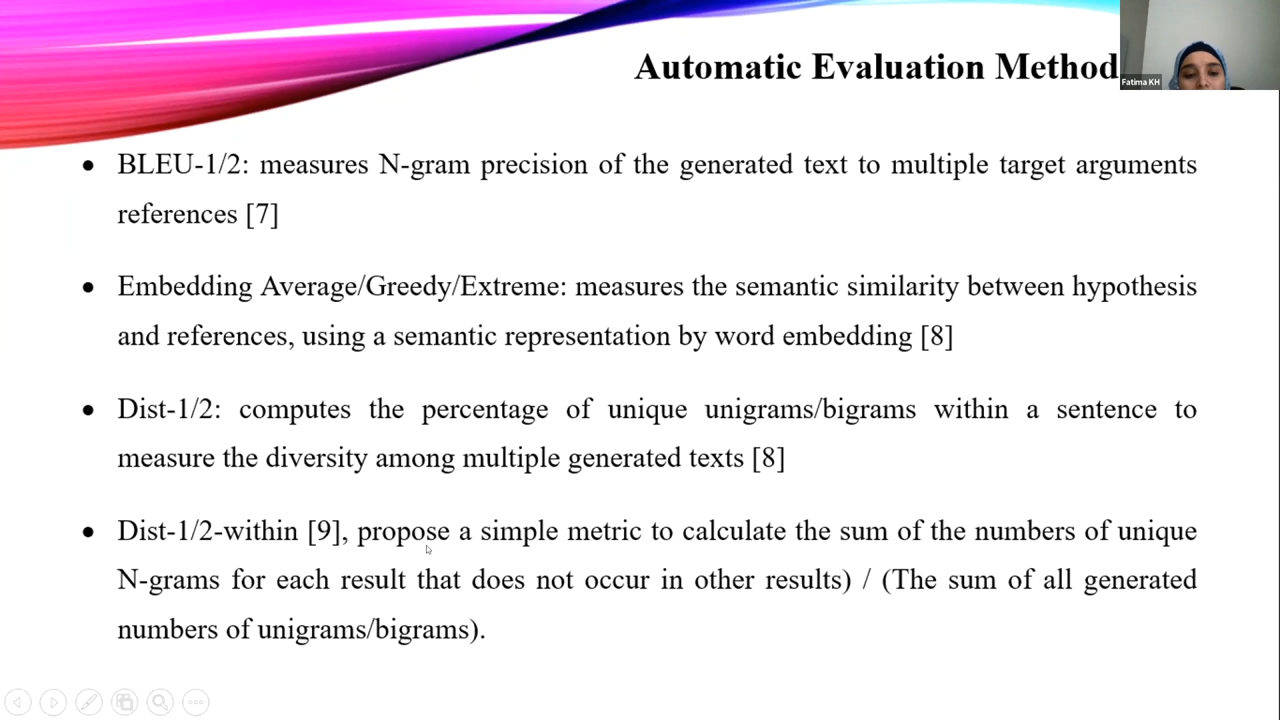 Automatic Evaluation Method
Fatima KH
• BLEU-1/2: measures N-gram precision of the generated text to multiple target arguments
references [7]
• Embedding Average/Greedy/Extreme: measures the semantic similarity between hypothesis
and references, using a semantic representation by word embedding [8]
• Dist-1/2: computes the percentage of unique unigrams/bigrams within a sentence to
measure the diversity among multiple generated texts [8]
• Dist-1/2-within [9], propose a simple metric to calculate the sum of the numbers of unique
N-grams for each result that does not occur in other results) / (The sum of all generated
numbers of unigrams/bigrams).